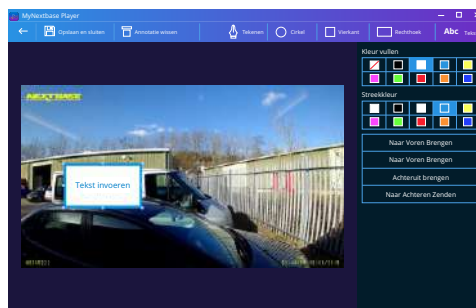 MyNextbase Player
Opslaan en sluiten
Annotatie wissen
Tekenen
Cirkel
Vierkant
Rechthoek
Abc
Kleur vullen
NEXTBASE
Streekkleur
Naar Voren Brengen
Naar Voren Brengen
Achteruit brengen
Naar Achteren Zenden
Tekst invoeren